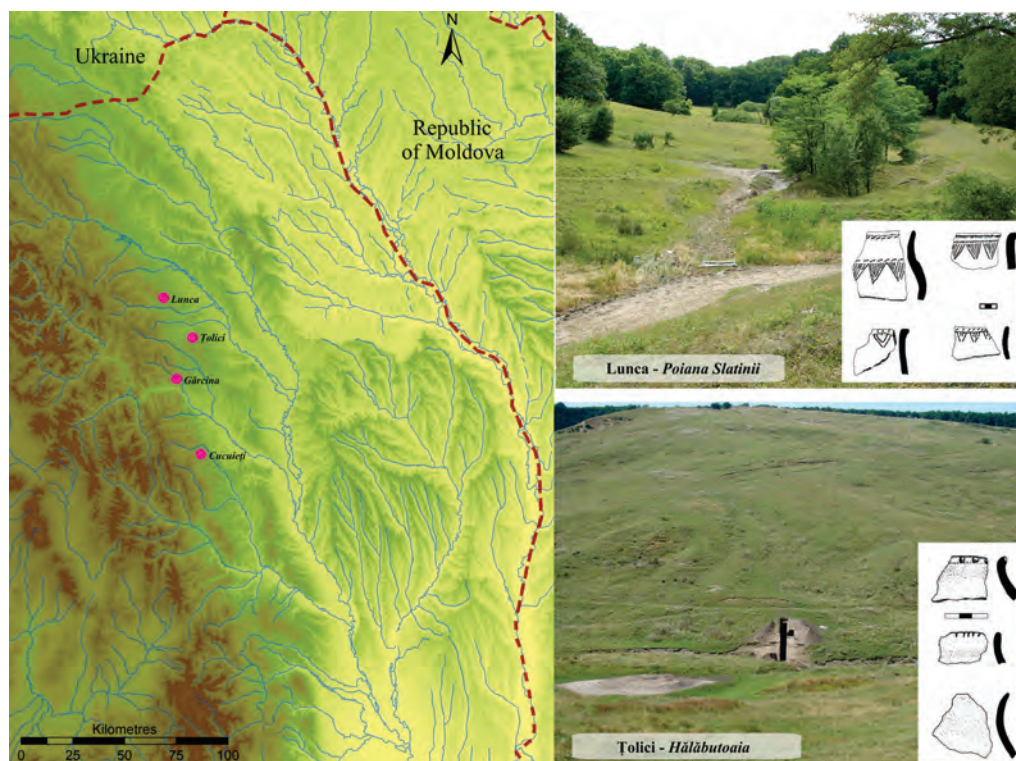 Ukraine
N
Republic
of Moldova
Lunca
Țolici
Gârcina
Cucuieți
Kilometres
0 25 50 75 100
Lunca - Poiana Slatinii
Țolici - Hălăbutoaia